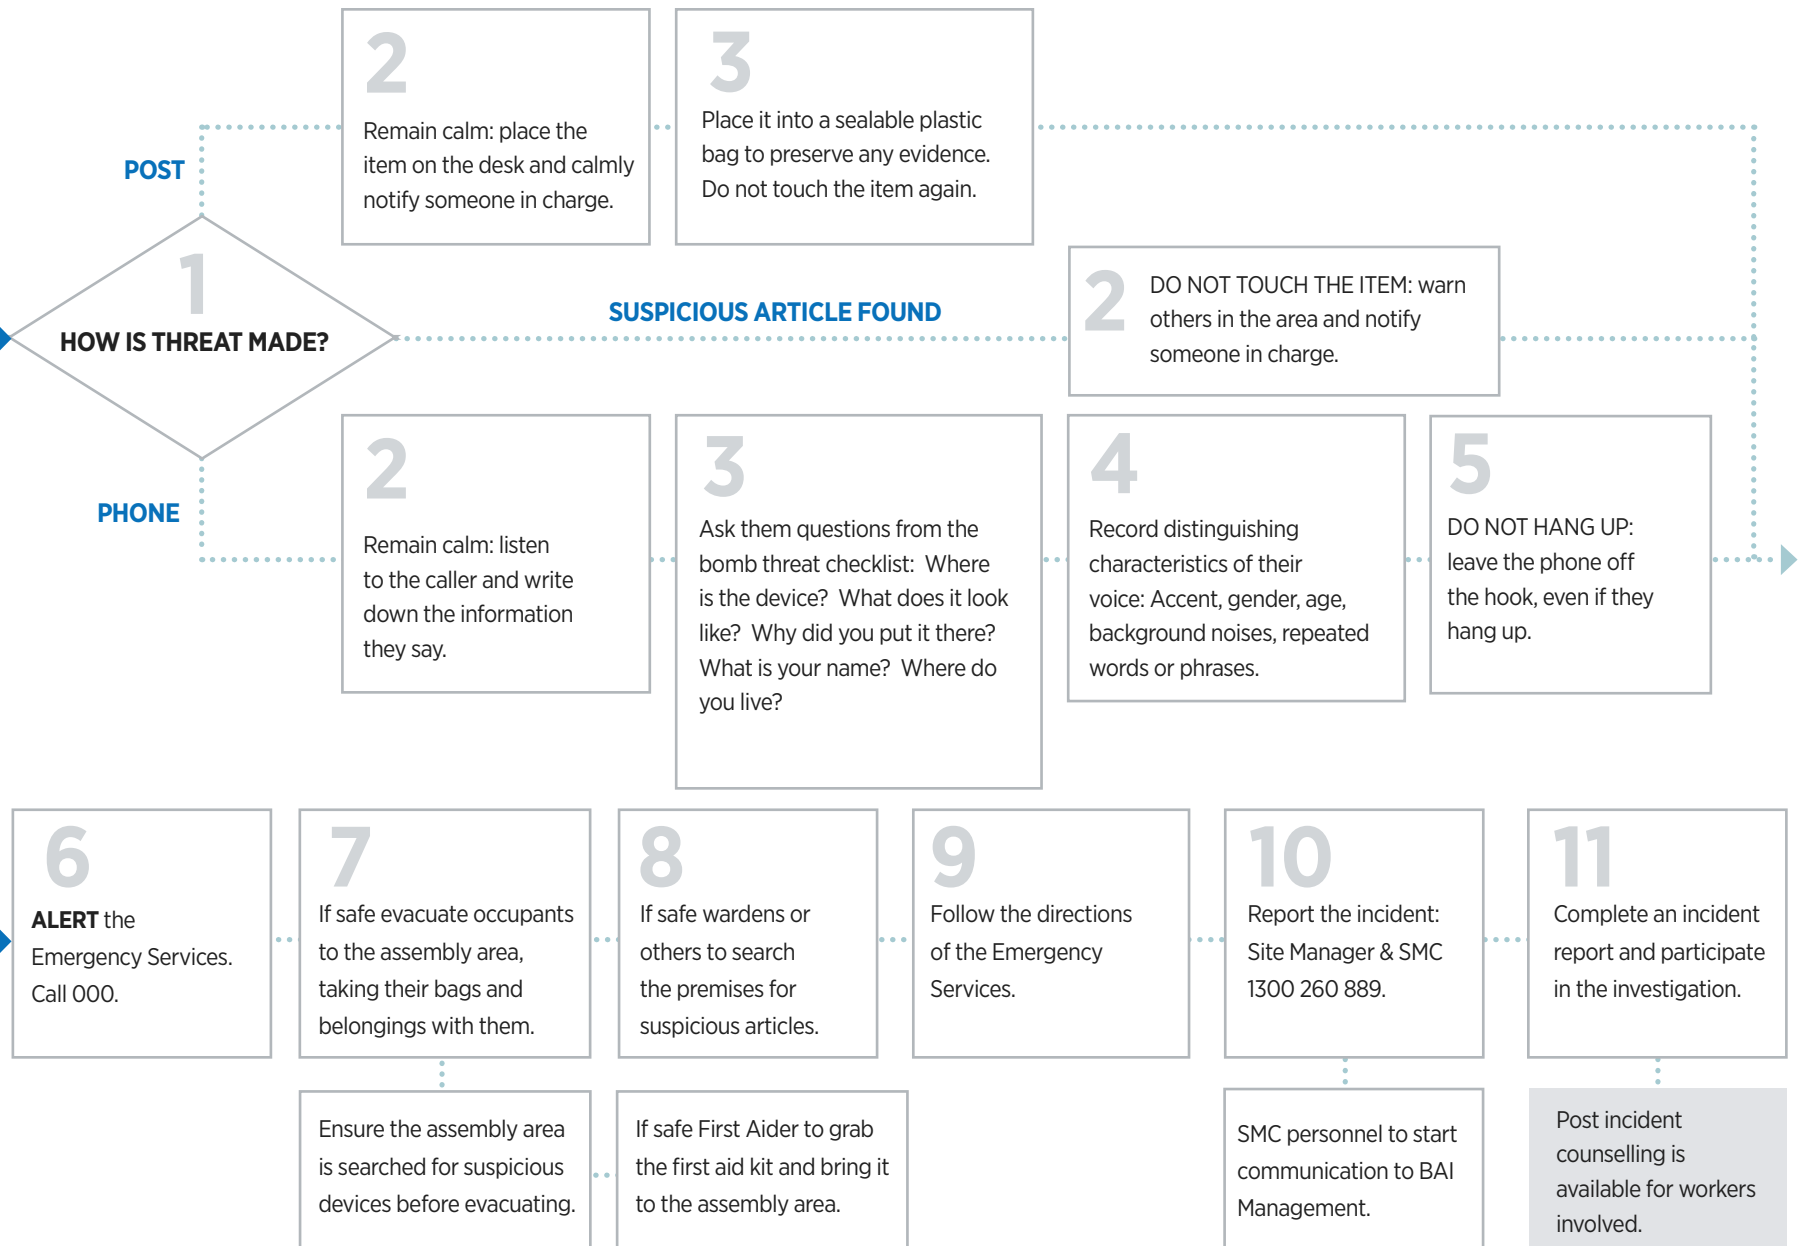 2
Remain calm: place the
item on the desk and calmly
notify someone in charge.
3
Place it into a sealable plastic
bag to preserve any evidence.
Do not touch the item again.
POST
1
HOW IS THREAT MADE?
SUSPICIOUS ARTICLE FOUND
2
DO NOT TOUCH THE ITEM: warn
others in the area and notify
someone in charge.
PHONE
2
Remain calm: listen
to the caller and write
down the information
they say.
3
Ask them questions from the
bomb threat checklist: Where
is the device? What does it look
like? Why did you put it there?
What is your name? Where do
you live?
4
Record distinguishing
characteristics of their
voice: Accent, gender, age,
background noises, repeated
words or phrases.
5
DO NOT HANG UP:
leave the phone off
the hook, even if they
hang up.
6
ALERT the
Emergency Services.
Call 000.
7
If safe evacuate occupants
to the assembly area,
taking their bags and
belongings with them.
8
If safe wardens or
others to search
the premises for
suspicious articles.
9
Follow the directions
of the Emergency
Services.
10
Report the incident:
Site Manager & SMC
1300 260 889.
11
Complete an incident
report and participate
in the investigation.
Ensure the assembly area
is searched for suspicious
devices before evacuating.
If safe First Aider to grab
the first aid kit and bring it
to the assembly area.
SMC personnel to start
communication to BAI
Management.
Post incident
counselling is
available for workers
involved.